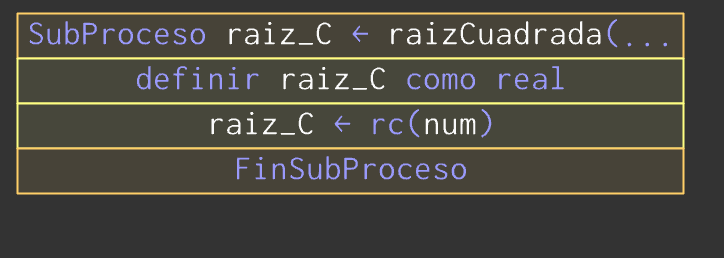 SubProceso raiz_C ← raizCuadrada(...
definir raiz_C como real
raiz_C ← rc(num)
FinSubProceso